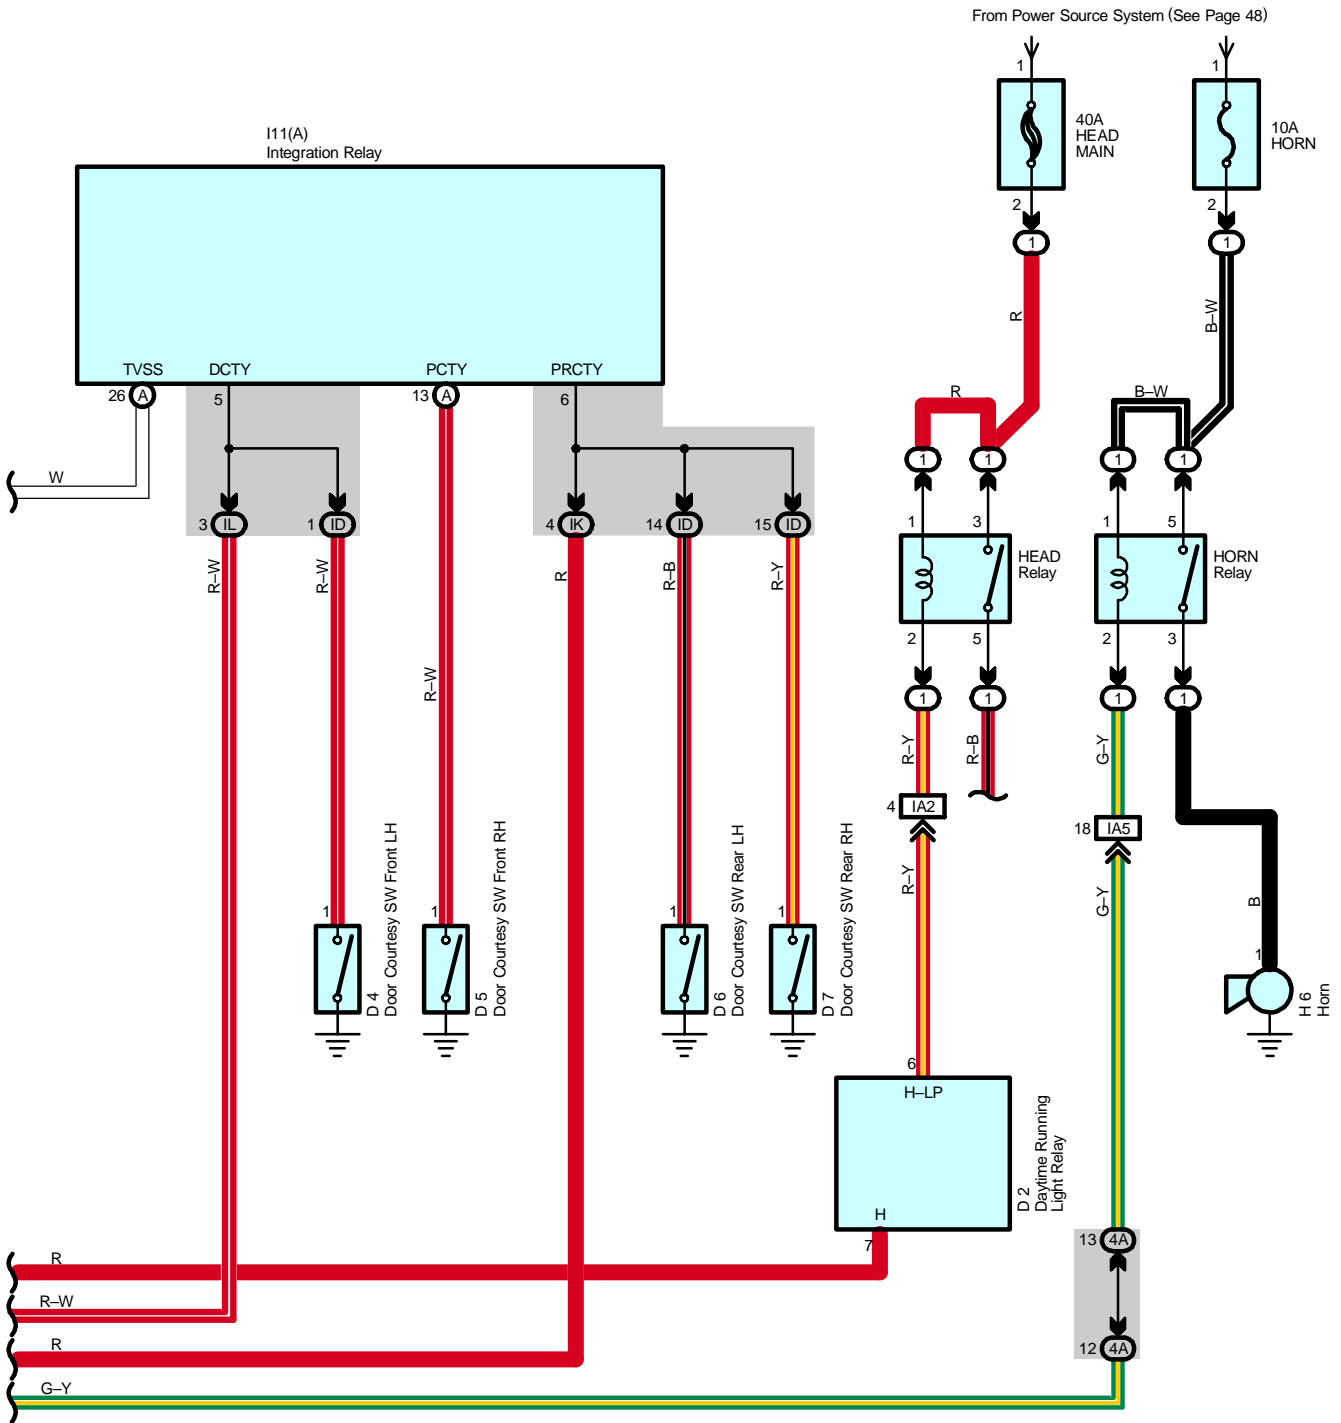 From Power Source System (See Page 48)
1
1
40A
HEAD
MAIN
10A
HORN
2
2
1
1
I11(A)
Integration Relay
TVSS
DCTY
PCTY
PRCTY
26
A
5
13
A
6
R
B–W
R
B–W
W
1
1
1
1
3
IL
1
ID
4
IK
14
ID
15
ID
1
3
1
5
HEAD
Relay
HORN
Relay
R–W
R–W
R
R–B
R–Y
2
5
2
3
R–W
1
1
1
1
R–Y
R–B
G–Y
4
IA2
18
IA5
R–Y
G–Y
B
1
1
1
1
1
D 4
Door Courtesy SW Front LH
D 5
Door Courtesy SW Front RH
D 6
Door Courtesy SW Rear LH
D 7
Door Courtesy SW Rear RH
H 6
Horn
6
H–LP
D 2
Daytime Running
Light Relay
H
7
13
4A
R
R–W
R
12
4A
G–Y